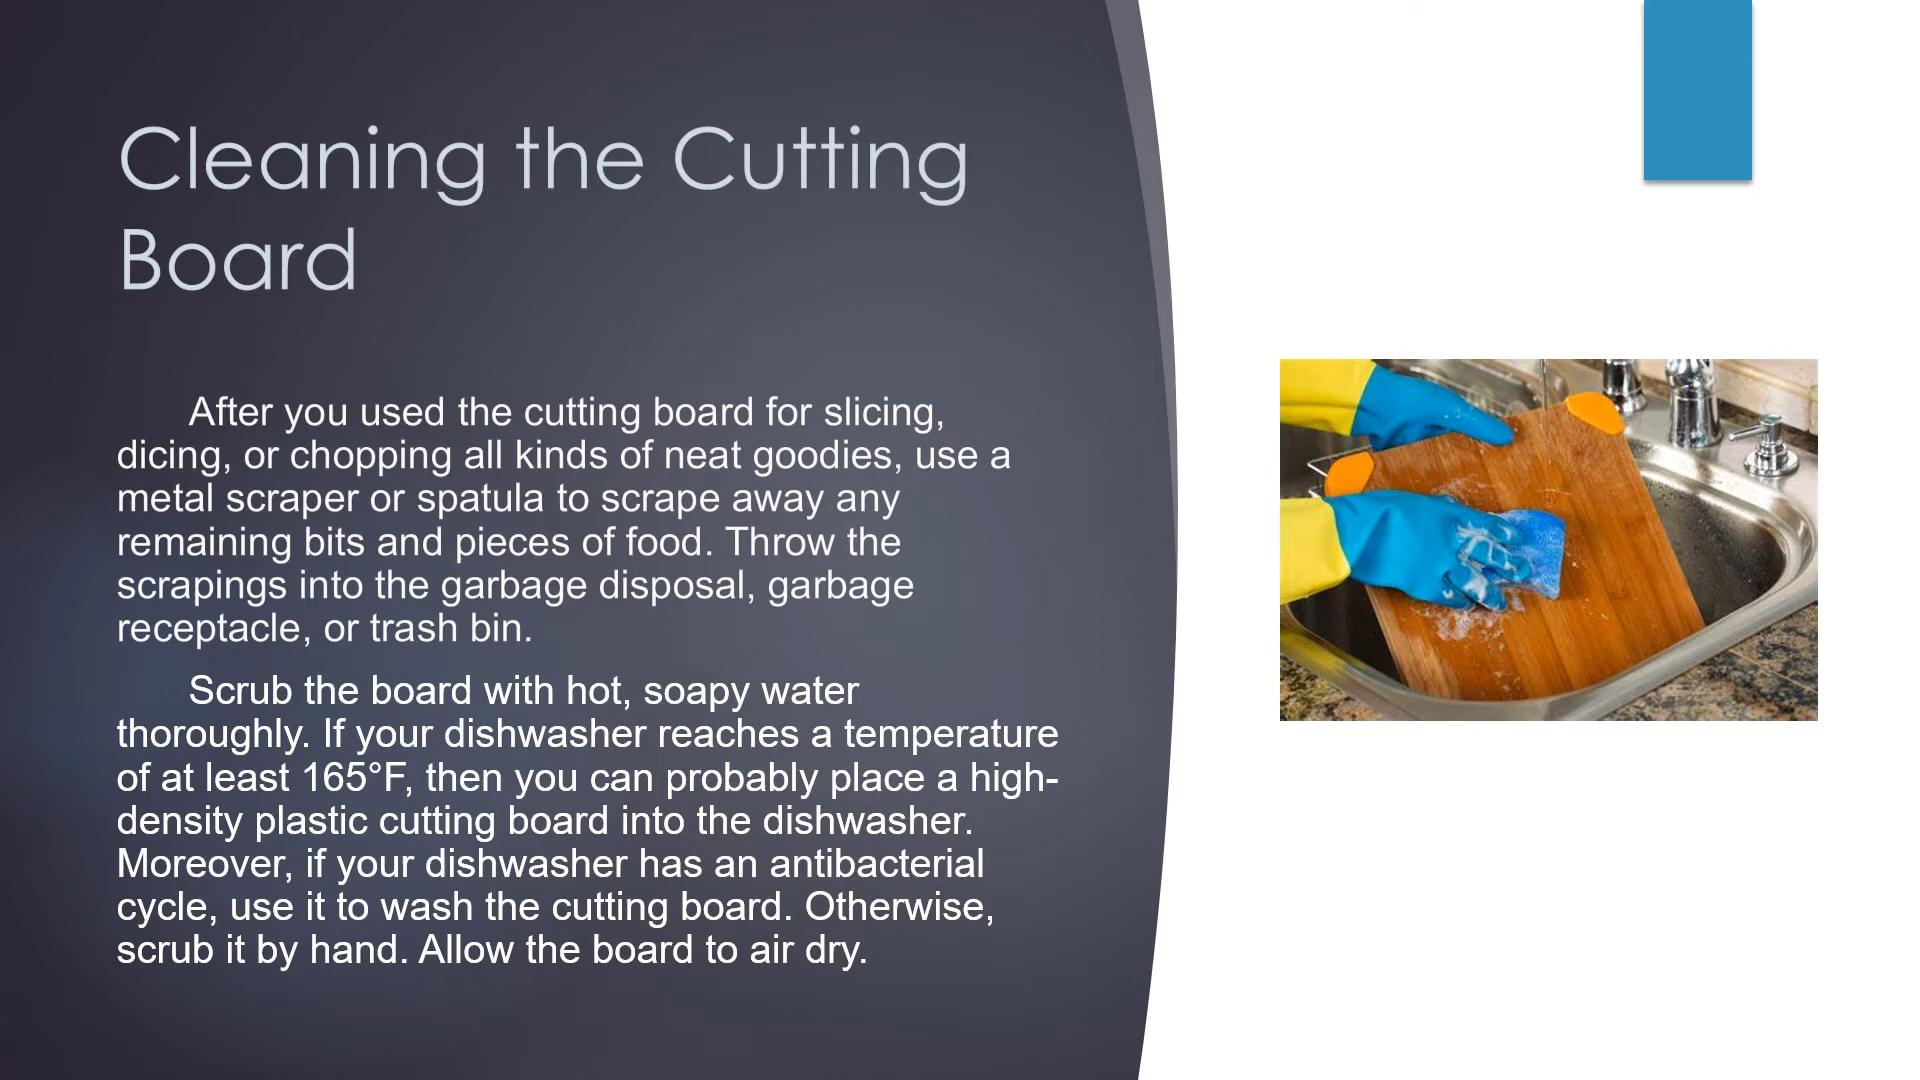 Cleaning the Cutting
Board
After you used the cutting board for slicing,
dicing, or chopping all kinds of neat goodies, use a
metal scraper or spatula to scrape away any
remaining bits and pieces of food. Throw the
scrapings into the garbage disposal, garbage
receptacle, or trash bin.
Scrub the board with hot, soapy water
thoroughly. If your dishwasher reaches a temperature
of at least 165°F, then you can probably place a high-
density plastic cutting board into the dishwasher.
Moreover, if your dishwasher has an antibacterial
cycle, use it to wash the cutting board. Otherwise,
scrub it by hand. Allow the board to air dry.